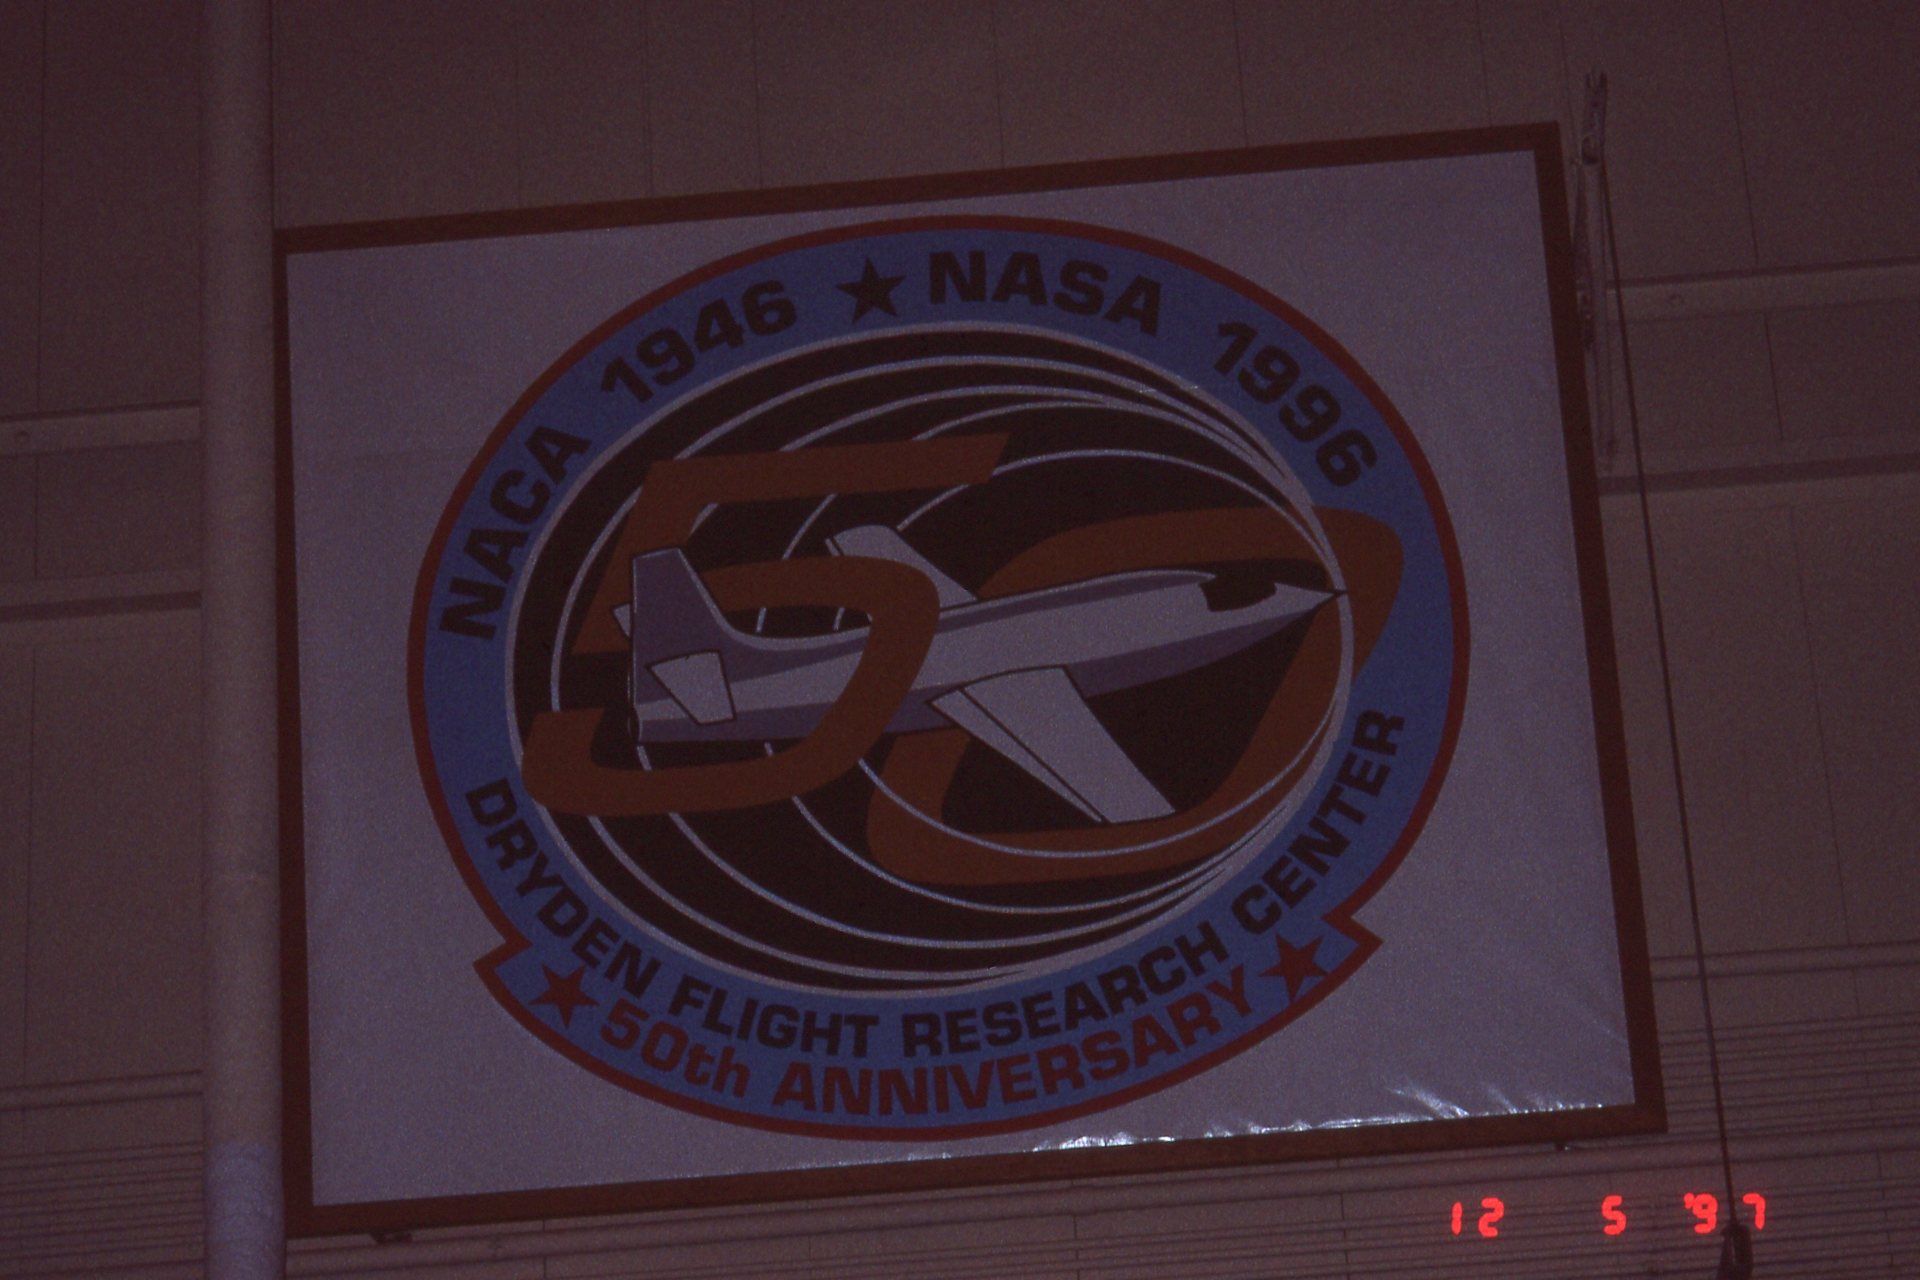 NACA 1946 ★ NASA 1996
50
DRYDEN FLIGHT RESEARCH CENTER
★ 50th ANNIVERSARY ★
12 5 '97